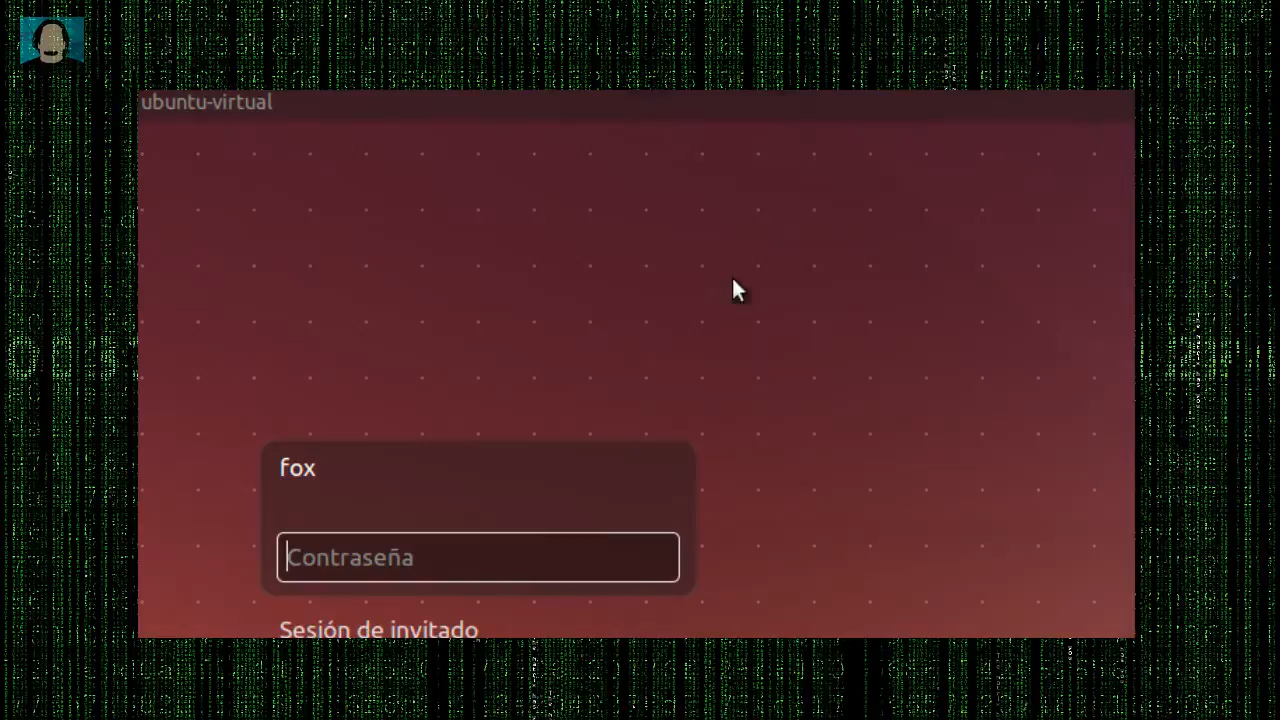 ubuntu-virtual
fox
Contraseña
Sesión de invitado